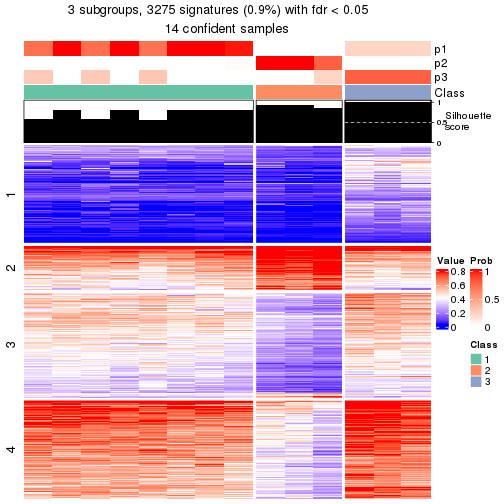 3 subgroups, 3275 signatures (0.9%) with fdr < 0.05
14 confident samples
p1
p2
p3
Class
1
0.5
0
Silhouette
score
1
2
3
4
Value
0.8
0.6
0.4
0.2
0
Prob
1
0.5
0
Class
1
2
3